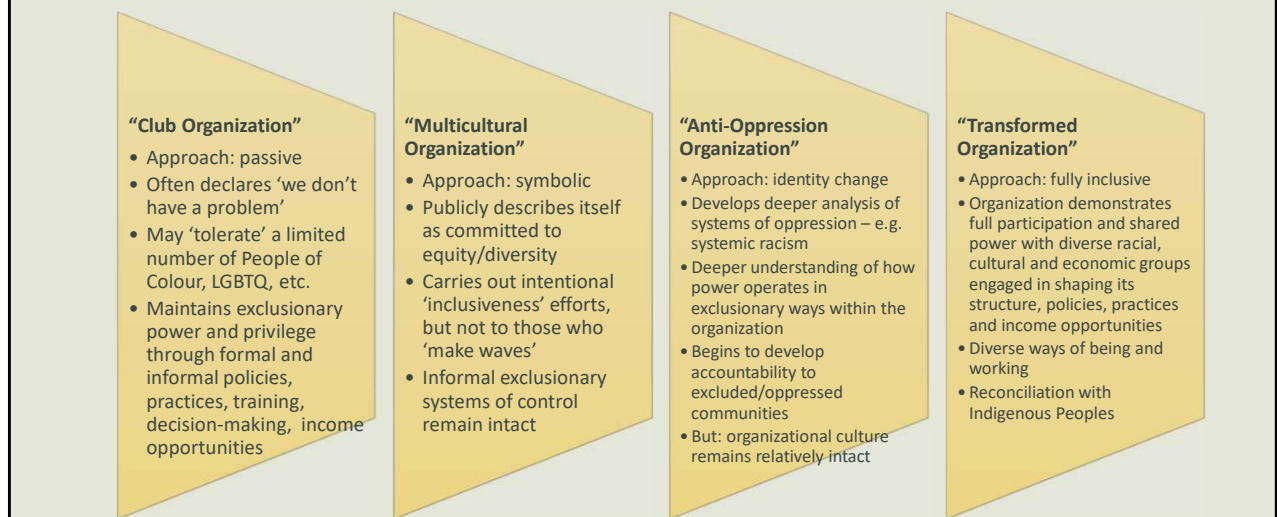 “Club Organization”
• Approach: passive
• Often declares ‘we don’t
have a problem’
• May ‘tolerate’ a limited
number of People of
Colour, LGBTQ, etc.
• Maintains exclusionary
power and privilege
through formal and
informal policies,
practices, training,
decision-making, income
opportunities
“Multicultural
Organization”
• Approach: symbolic
• Publicly describes itself
as committed to
equity/diversity
• Carries out intentional
‘inclusiveness’ efforts,
but not to those who
‘make waves’
• Informal exclusionary
systems of control
remain intact
“Anti-Oppression
Organization”
• Approach: identity change
• Develops deeper analysis of
systems of oppression – e.g.
systemic racism
• Deeper understanding of how
power operates in
exclusionary ways within the
organization
• Begins to develop
accountability to
excluded/oppressed
communities
• But: organizational culture
remains relatively intact
“Transformed
Organization”
• Approach: fully inclusive
• Organization demonstrates
full participation and shared
power with diverse racial,
cultural and economic groups
engaged in shaping its
structure, policies, practices
and income opportunities
• Diverse ways of being and
working
• Reconciliation with
Indigenous Peoples